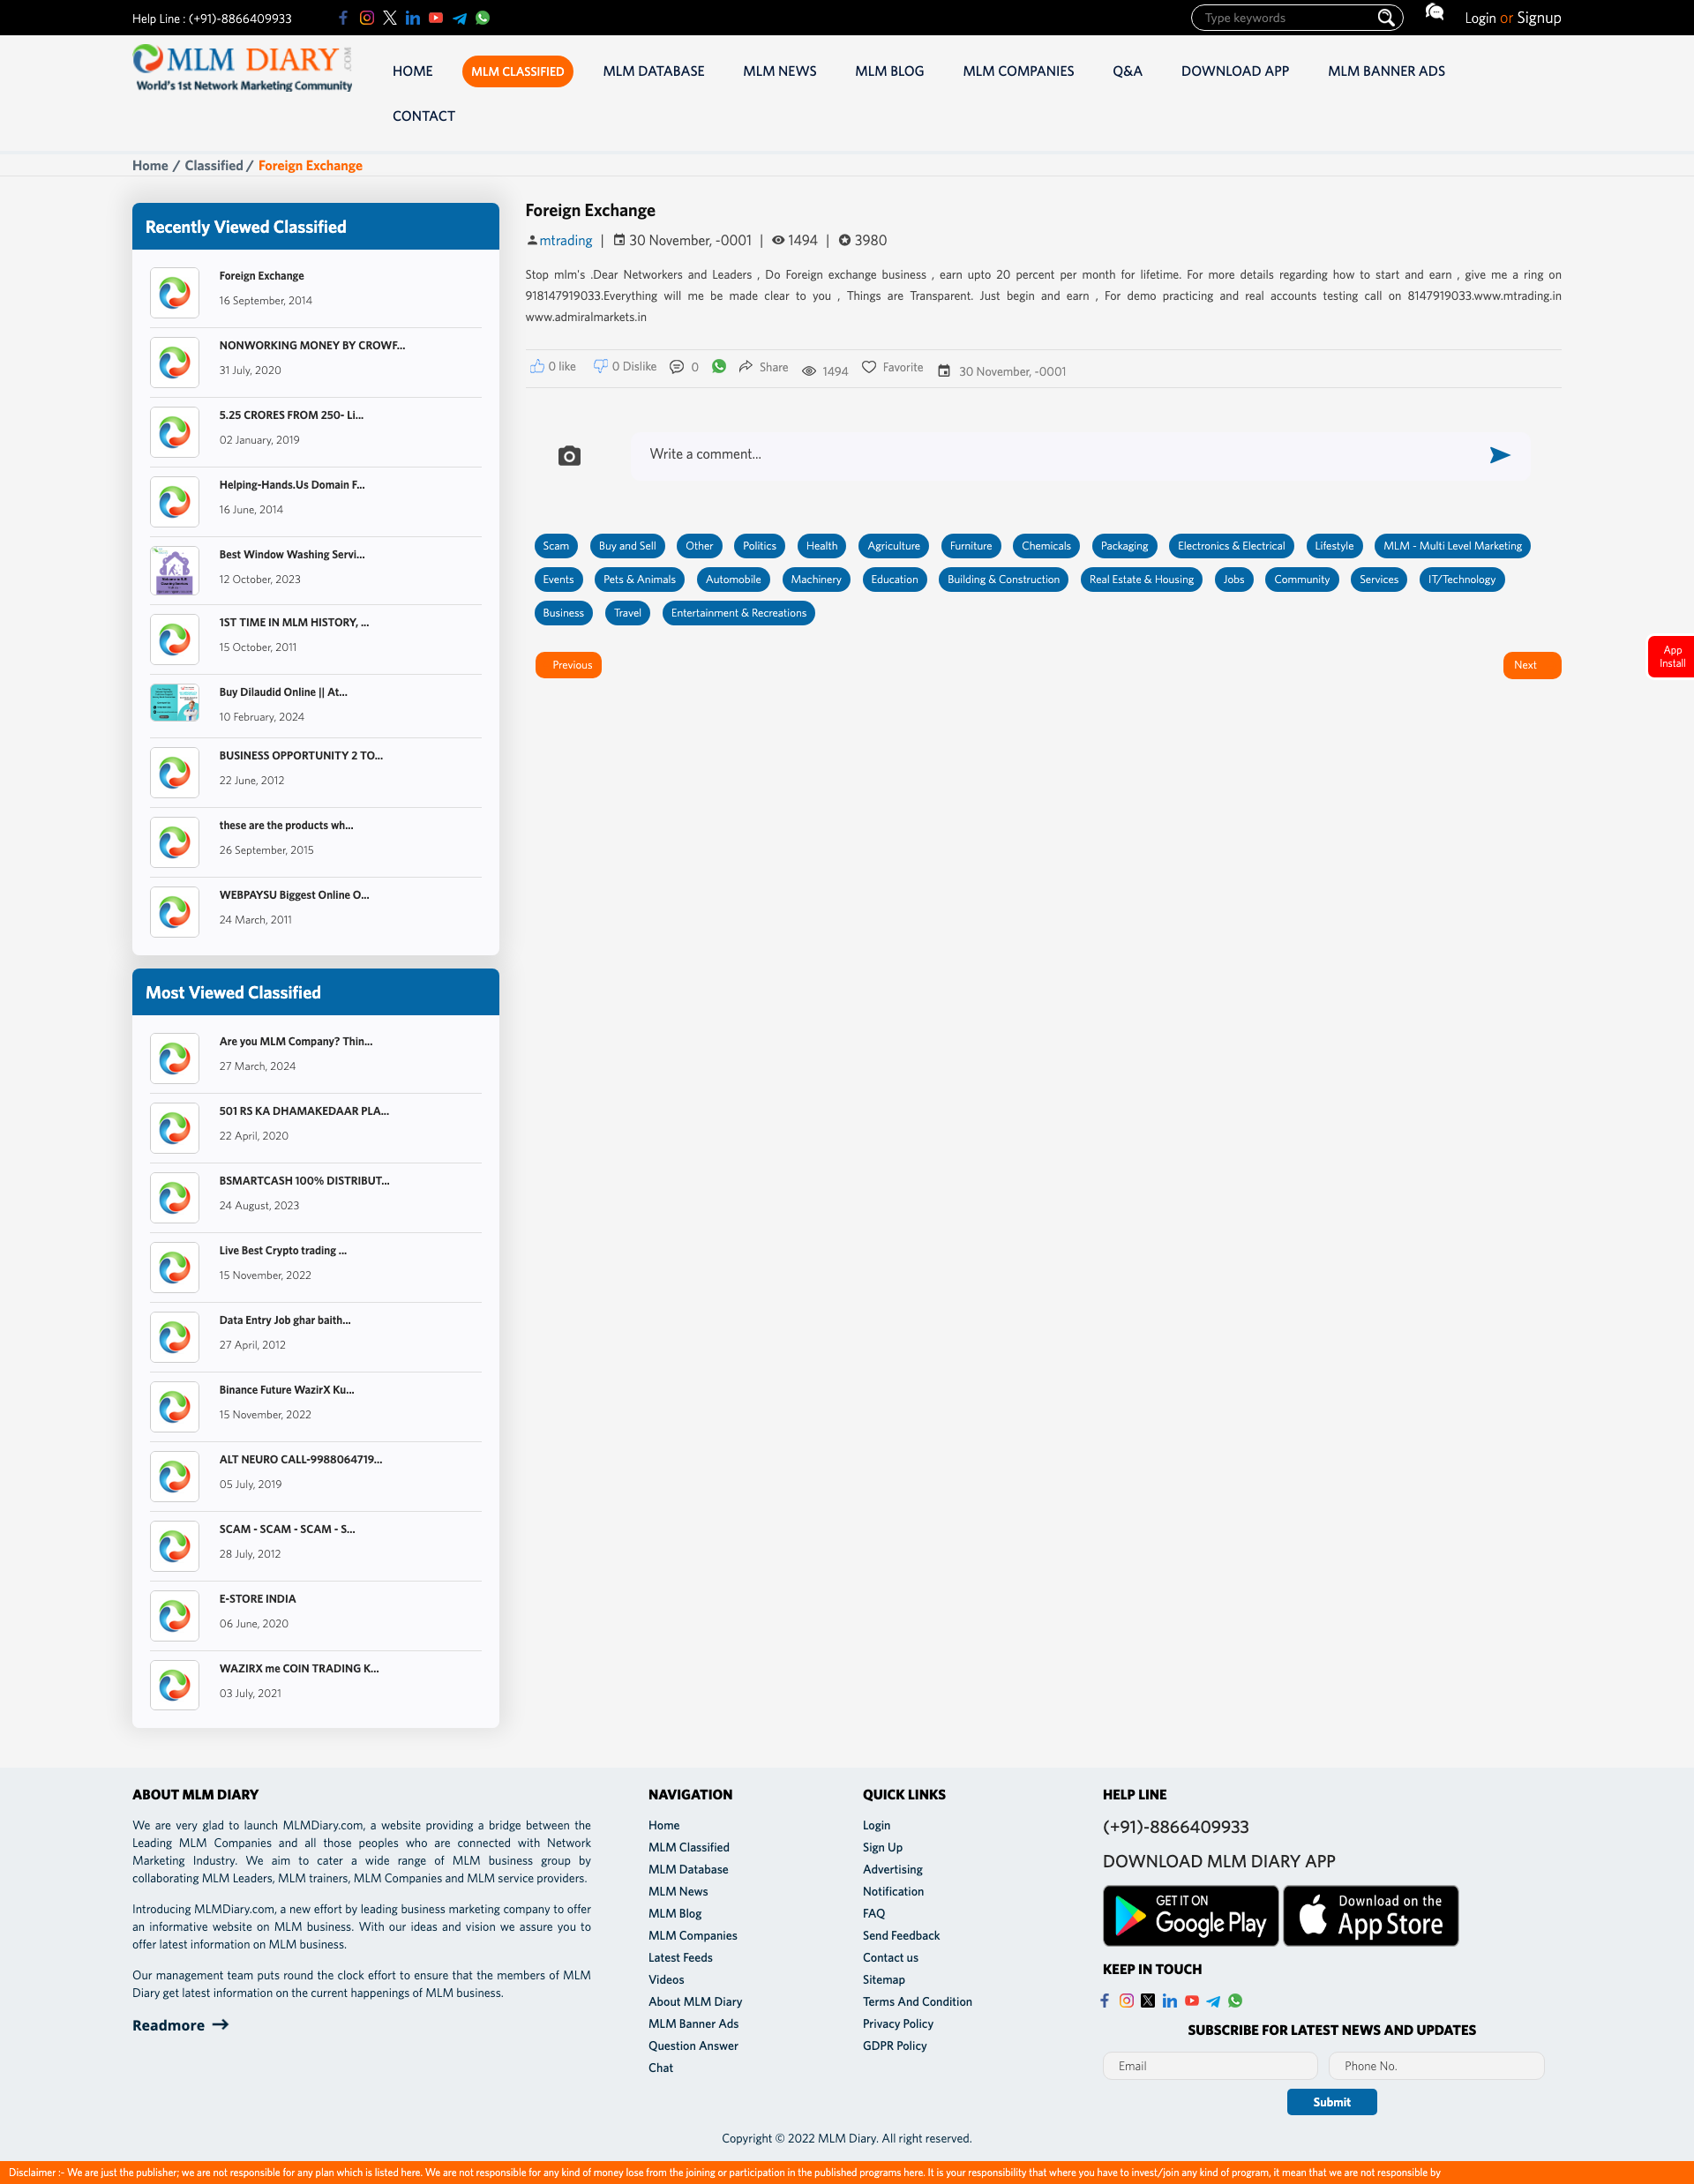 Help Line : (+91)-8866409933
Type keywords
Login or Signup
MLM DIARY .COM
World's 1st Network Marketing Community
HOME
MLM CLASSIFIED
MLM DATABASE
MLM NEWS
MLM BLOG
MLM COMPANIES
Q&A
DOWNLOAD APP
MLM BANNER ADS
CONTACT
Home / Classified / Foreign Exchange
Recently Viewed Classified
Foreign Exchange
16 September, 2014
NONWORKING MONEY BY CROWF...
31 July, 2020
5.25 CRORES FROM 250- Li...
02 January, 2019
Helping-Hands.Us Domain F...
16 June, 2014
Best Window Washing Servi...
12 October, 2023
1ST TIME IN MLM HISTORY, ...
15 October, 2011
Buy Dilaudid Online || At...
10 February, 2024
BUSINESS OPPORTUNITY 2 TO...
22 June, 2012
these are the products wh...
26 September, 2015
WEBPAYSU Biggest Online O...
24 March, 2011
Most Viewed Classified
Are you MLM Company? Thin...
27 March, 2024
501 RS KA DHAMAKEDAAR PLA...
22 April, 2020
BSMARTCASH 100% DISTRIBUT...
24 August, 2023
Live Best Crypto trading ...
15 November, 2022
Data Entry Job ghar baith...
27 April, 2012
Binance Future WazirX Ku...
15 November, 2022
ALT NEURO CALL-9988064719...
05 July, 2019
SCAM - SCAM - SCAM - S...
28 July, 2012
E-STORE INDIA
06 June, 2020
WAZIRX me COIN TRADING K...
03 July, 2021
Foreign Exchange
mtrading | 30 November, -0001 | 1494 | 3980
Stop mlm's .Dear Networkers and Leaders , Do Foreign exchange business , earn upto 20 percent per month for lifetime. For more details regarding how to start and earn , give me a ring on
918147919033.Everything will me be made clear to you , Things are Transparent. Just begin and earn , For demo practicing and real accounts testing call on 8147919033.www.mtrading.in
www.admiralmarkets.in
0 like 0 Dislike 0 Share 1494 Favorite 30 November, -0001
Write a comment...
Scam Buy and Sell Other Politics Health Agriculture Furniture Chemicals Packaging Electronics & Electrical Lifestyle MLM - Multi Level Marketing
Events Pets & Animals Automobile Machinery Education Building & Construction Real Estate & Housing Jobs Community Services IT/Technology
Business Travel Entertainment & Recreations
Previous
Next
App
Install
ABOUT MLM DIARY
We are very glad to launch MLMDiary.com, a website providing a bridge between the
Leading MLM Companies and all those peoples who are connected with Network
Marketing Industry. We aim to cater a wide range of MLM business group by
collaborating MLM Leaders, MLM trainers, MLM Companies and MLM service providers.
Introducing MLMDiary.com, a new effort by leading business marketing company to offer
an informative website on MLM business. With our ideas and vision we assure you to
offer latest information on MLM business.
Our management team puts round the clock effort to ensure that the members of MLM
Diary get latest information on the current happenings of MLM business.
Readmore
NAVIGATION
Home
MLM Classified
MLM Database
MLM News
MLM Blog
MLM Companies
Latest Feeds
Videos
About MLM Diary
MLM Banner Ads
Question Answer
Chat
QUICK LINKS
Login
Sign Up
Advertising
Notification
FAQ
Send Feedback
Contact us
Sitemap
Terms And Condition
Privacy Policy
GDPR Policy
HELP LINE
(+91)-8866409933
DOWNLOAD MLM DIARY APP
GET IT ON
Google Play
Download on the
App Store
KEEP IN TOUCH
SUBSCRIBE FOR LATEST NEWS AND UPDATES
Email
Phone No.
Submit
Copyright © 2022 MLM Diary. All right reserved.
Disclaimer :- We are just the publisher; we are not responsible for any plan which is listed here. We are not responsible for any kind of money lose from the joining or participation in the published programs here. It is your responsibility that where you have to invest/join any kind of program, it mean that we are not responsible by